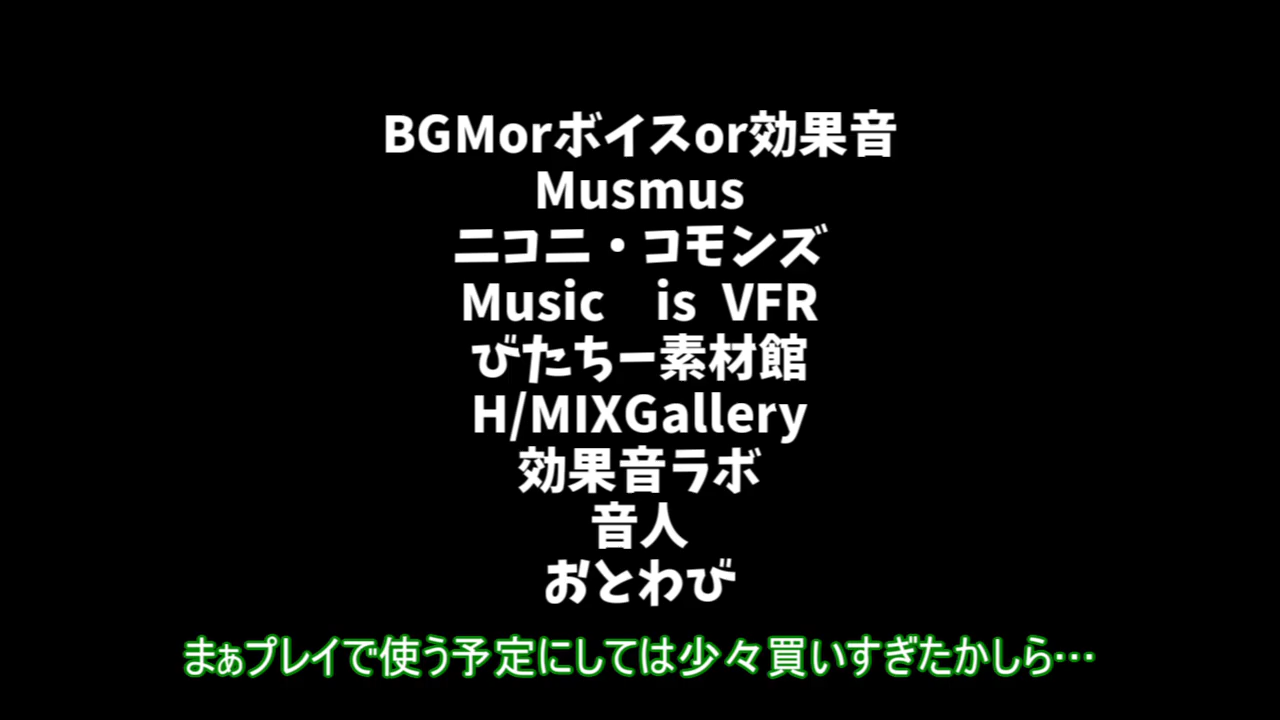 BGMorボイスor効果音
Musmus
ニコニ・コモンズ
Music　is VFR
びたちー素材館
H/MIXGallery
効果音ラボ
音人
おとわび
まぁプレイで使う予定にしては少々買いすぎたかしら…